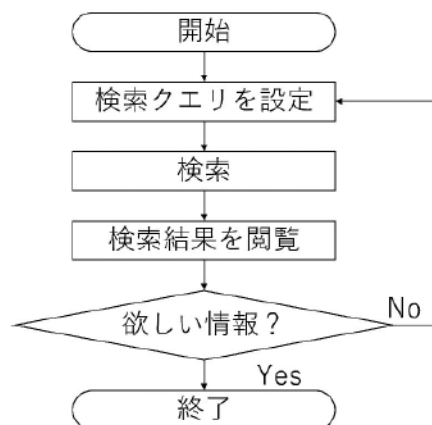 開始
検索クエリを設定
検索
検索結果を閲覧
欲しい情報？
No
Yes
終了